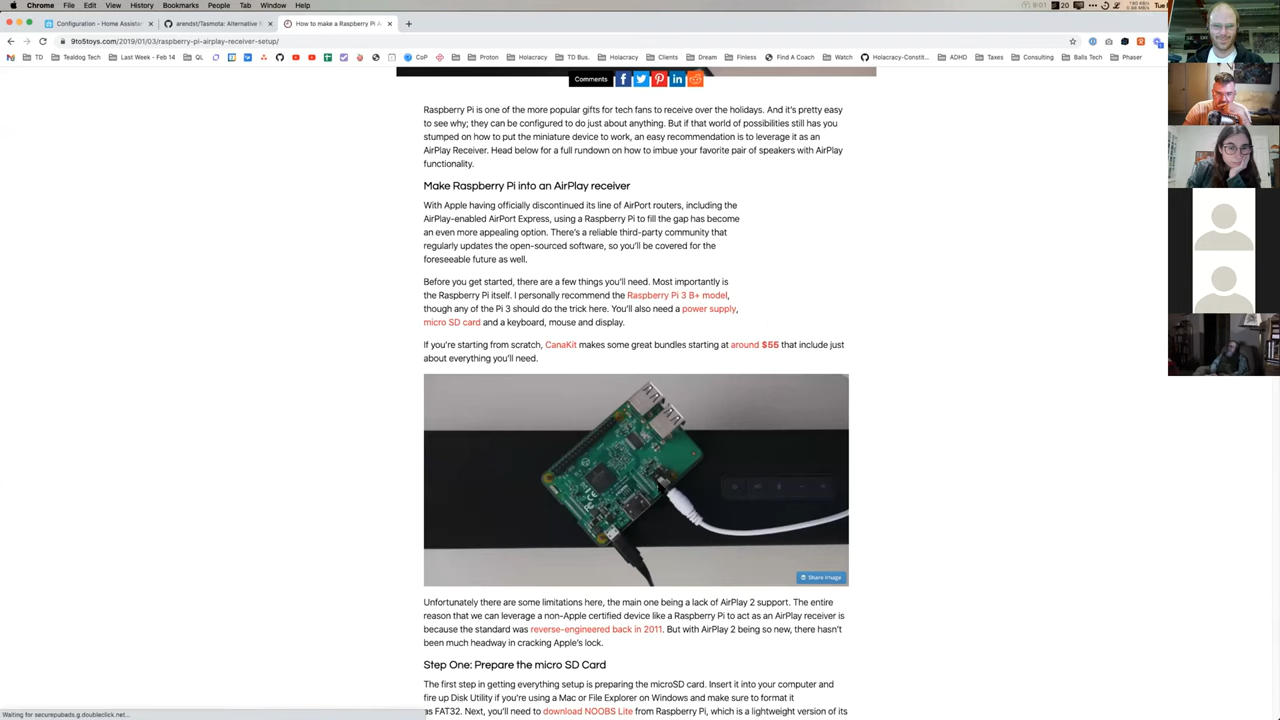 Chrome File Edit View History Bookmarks People Tab Window Help
Configuration - Home Assistan
arendst/Tasmota: Alternative f
How to make a Raspberry Pi A
9to5toys.com/2019/01/03/raspberry-pi-airplay-receiver-setup/
TD Tealdog Tech Last Week - Feb 14 QL CoP Proton Holacracy TD Bus. Holacracy Clients Dream Finless Find A Coach Watch Holacracy-Constit... ADHD Taxes Consulting Balls Tech Phaser
Comments
Raspberry Pi is one of the more popular gifts for tech fans to receive over the holidays. And it's pretty easy
to see why; they can be configured to do just about anything. But if that world of possibilities still has you
stumped on how to put the miniature device to work, an easy recommendation is to leverage it as an
AirPlay Receiver. Head below for a full rundown on how to imbue your favorite pair of speakers with AirPlay
functionality.
Make Raspberry Pi into an AirPlay receiver
With Apple having officially discontinued its line of AirPort routers, including the
AirPlay-enabled AirPort Express, using a Raspberry Pi to fill the gap has become
an even more appealing option. There's a reliable third-party community that
regularly updates the open-sourced software, so you'll be covered for the
foreseeable future as well.
Before you get started, there are a few things you'll need. Most importantly is
the Raspberry Pi itself. I personally recommend the Raspberry Pi 3 B+ model,
though any of the Pi 3 should do the trick here. You'll also need a power supply,
micro SD card and a keyboard, mouse and display.
If you're starting from scratch, CanaKit makes some great bundles starting at around $55 that include just
about everything you'll need.
Share Image
Unfortunately there are some limitations here, the main one being a lack of AirPlay 2 support. The entire
reason that we can leverage a non-Apple certified device like a Raspberry Pi to act as an AirPlay receiver is
because the standard was reverse-engineered back in 2011. But with AirPlay 2 being so new, there hasn't
been much headway in cracking Apple's lock.
Step One: Prepare the micro SD Card
The first step in getting everything setup is preparing the microSD card. Insert it into your computer and
fire up Disk Utility if you're using a Mac or File Explorer on Windows and make sure to format it
as FAT32. Next, you'll need to download NOOBS Lite from Raspberry Pi, which is a lightweight version of its
Waiting for securepubads.g.doubleclick.net...